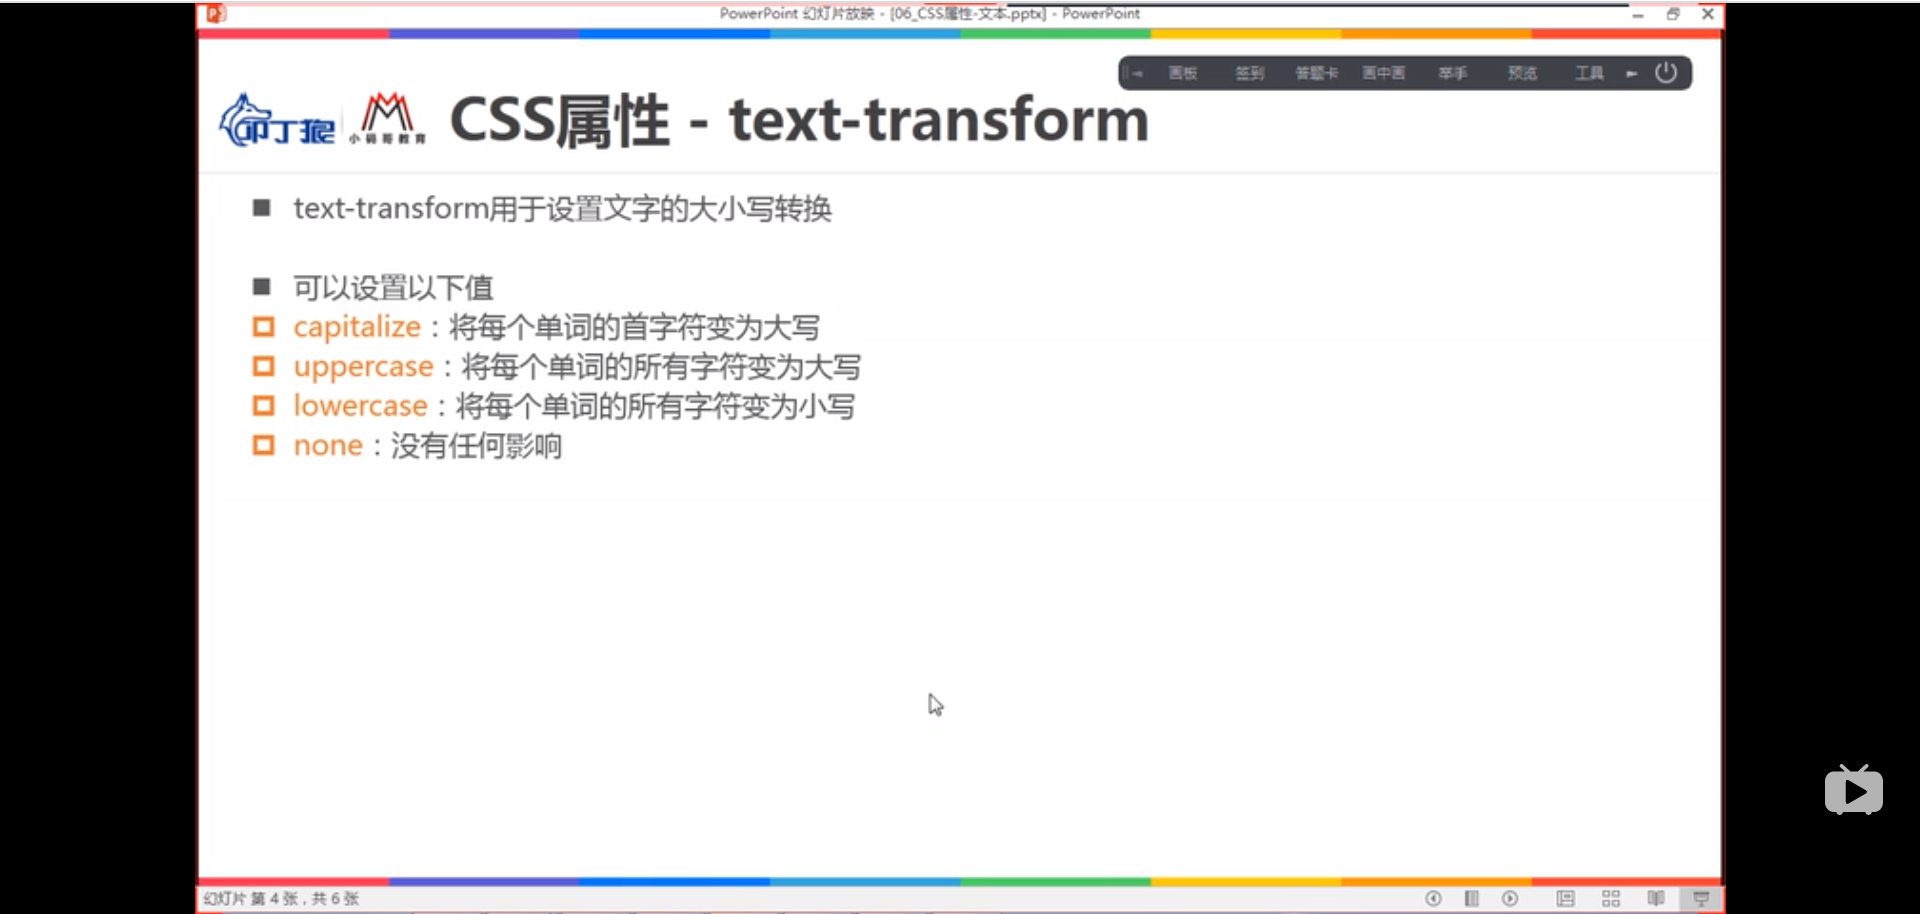 PowerPoint 幻灯片放映 - [06_CSS属性-文本.pptx] - PowerPoint
画板 签到 答题卡 画中画 举手 预览 工具
叩丁狼 小码哥教育 CSS属性 - text-transform
text-transform用于设置文字的大小写转换
可以设置以下值
capitalize：将每个单词的首字符变为大写
uppercase：将每个单词的所有字符变为大写
lowercase：将每个单词的所有字符变为小写
none：没有任何影响
幻灯片 第 4 张，共 6 张